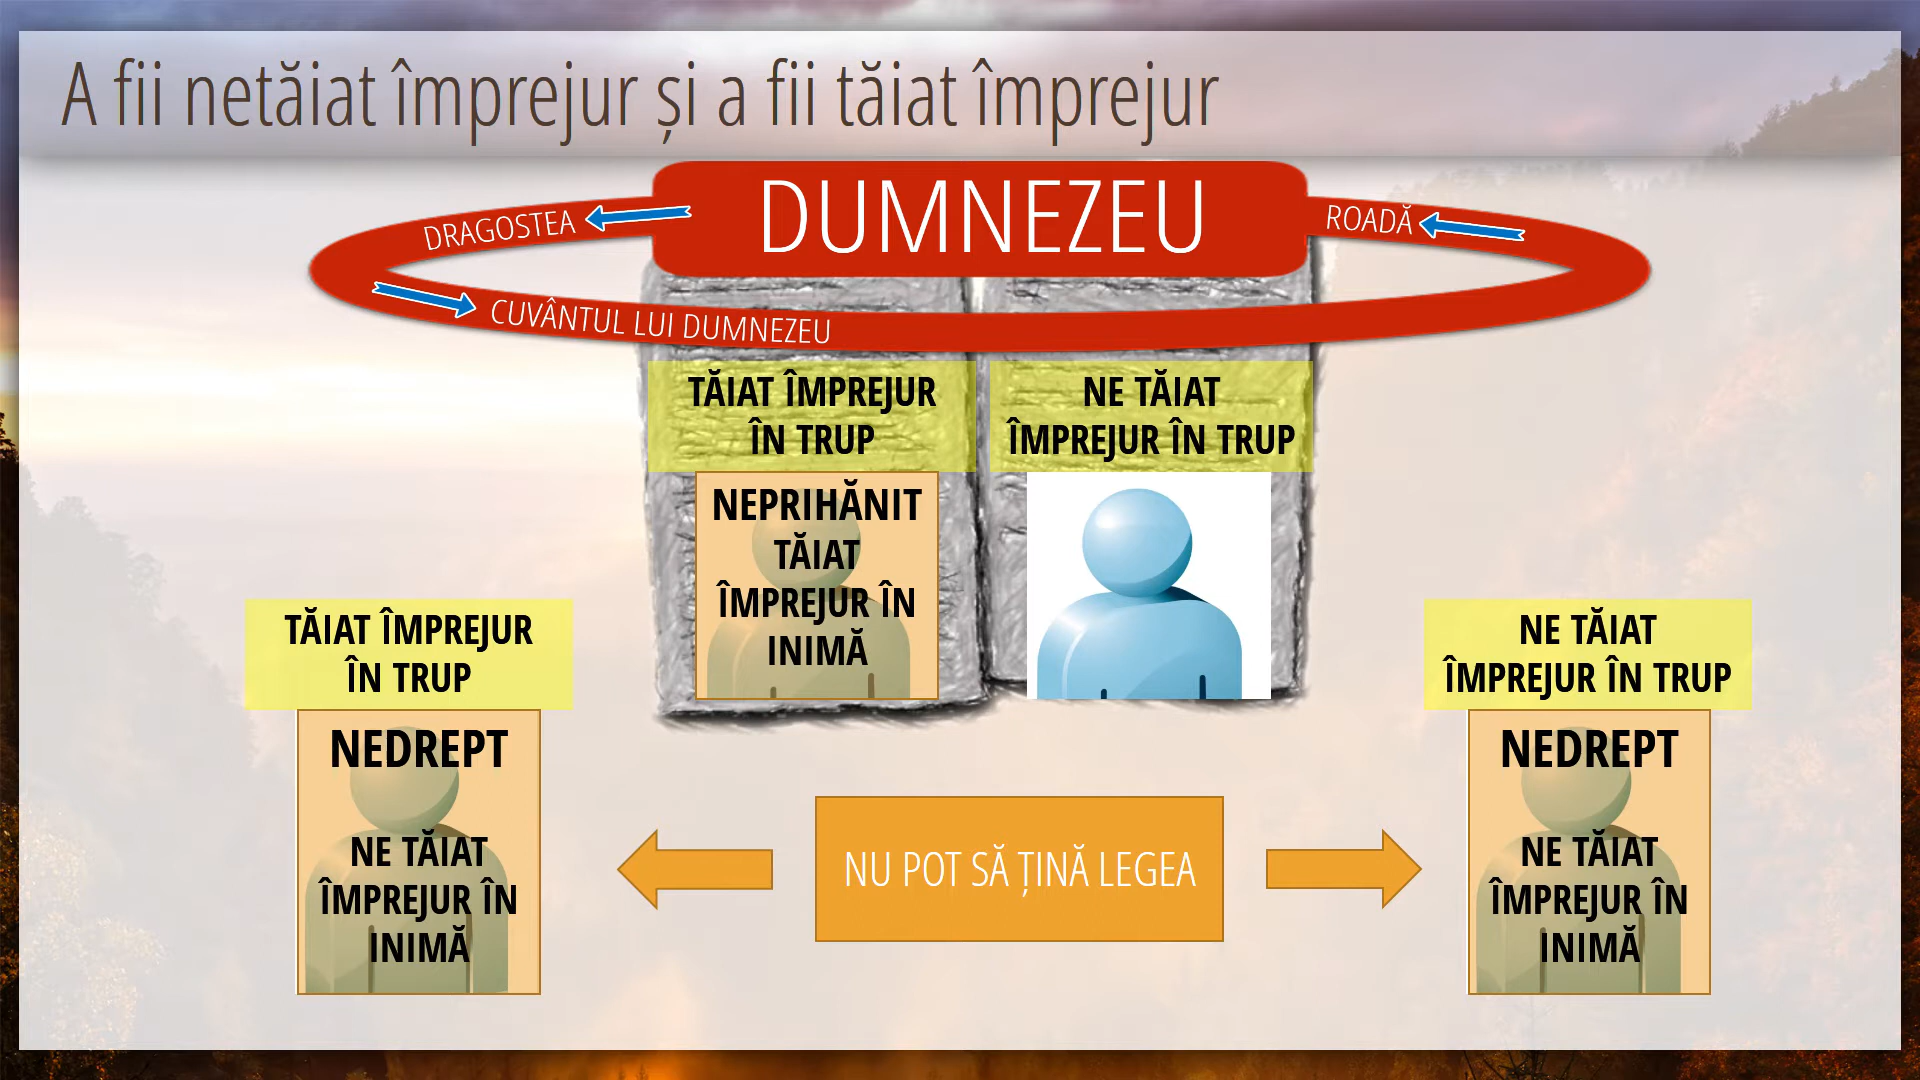 A fii netăiat împrejur și a fii tăiat împrejur
DUMNEZEU
DRAGOSTEA
ROADĂ
CUVÂNTUL LUI DUMNEZEU
TĂIAT ÎMPREJUR
ÎN TRUP
NE TĂIAT
ÎMPREJUR ÎN TRUP
NEPRIHĂNIT
TĂIAT
ÎMPREJUR ÎN
INIMĂ
TĂIAT ÎMPREJUR
ÎN TRUP
NEDREPT
NE TĂIAT
ÎMPREJUR ÎN
INIMĂ
NU POT SĂ ȚINĂ LEGEA
NE TĂIAT
ÎMPREJUR ÎN TRUP
NEDREPT
NE TĂIAT
ÎMPREJUR ÎN
INIMĂ